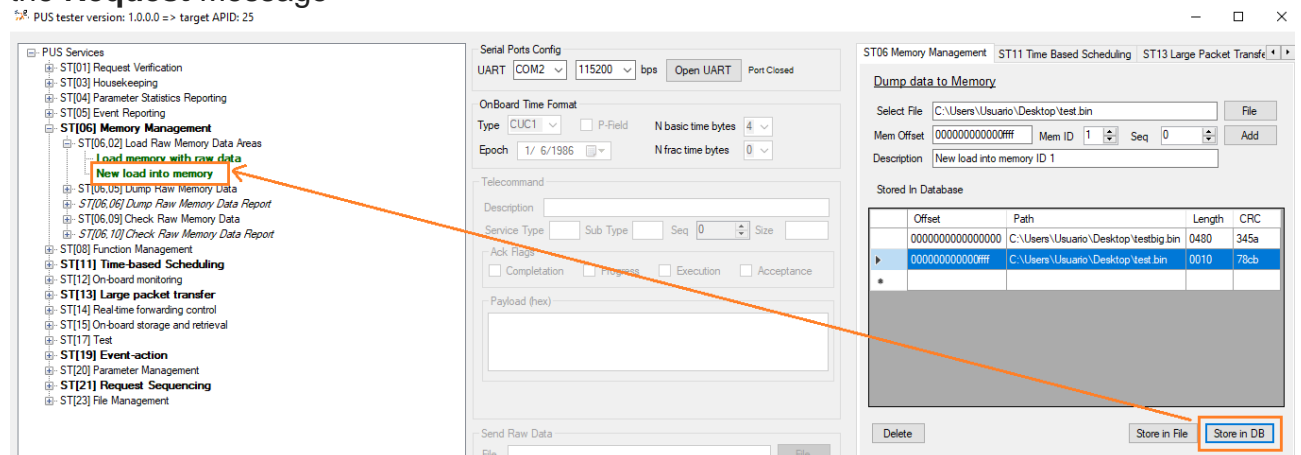 the Request message
PUS tester version: 1.0.0.0 => target APID: 25
PUS Services
ST[01] Request Verification
ST[03] Housekeeping
ST[04] Parameter Statistics Reporting
ST[05] Event Reporting
ST[06] Memory Management
ST[06,02] Load Raw Memory Data Areas
Load memory with raw data
New load into memory
ST[06,05] Dump Raw Memory Data
ST[06,06] Dump Raw Memory Data Report
ST[06,09] Check Raw Memory Data
ST[06,10] Check Raw Memory Data Report
ST[08] Function Management
ST[11] Time-based Scheduling
ST[12] On-board monitoring
ST[13] Large packet transfer
ST[14] Real-time forwarding control
ST[15] On-board storage and retrieval
ST[17] Test
ST[19] Event-action
ST[20] Parameter Management
ST[21] Request Sequencing
ST[23] File Management
Serial Ports Config
UART COM2 115200 bps Open UART Port Closed
OnBoard Time Format
Type CUC1 P-Field N basic time bytes 4
Epoch 1/ 6/1986 N frac time bytes 0
Telecommand
Description
Service Type Sub Type Seq 0 Size
Ack Flags
Completation Progress Execution Acceptance
Payload (hex)
Send Raw Data
File File
ST06 Memory Management ST11 Time Based Scheduling ST13 Large Packet Transfe
Dump data to Memory
Select File C:\Users\Usuario\Desktop\test.bin File
Mem Offset 000000000000ffff Mem ID 1 Seq 0 Add
Description New load into memory ID 1
Stored In Database
Offset Path Length CRC
0000000000000000 C:\Users\Usuario\Desktop\testbig.bin 0480 345a
000000000000ffff C:\Users\Usuario\Desktop\test.bin 0010 78cb
Delete Store in File Store in DB